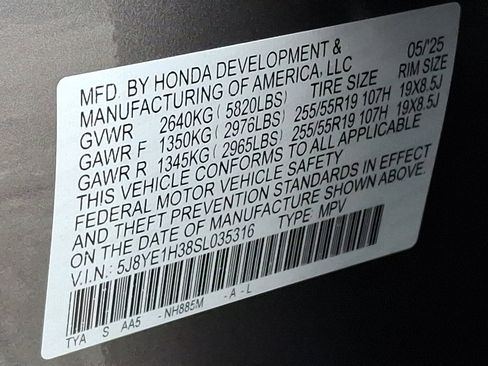 MFD. BY HONDA DEVELOPMENT & 05/'25
MANUFACTURING OF AMERICA, LLC
GVWR 2640KG ( 5820LBS) TIRE SIZE RIM SIZE
GAWR F 1350KG ( 2976LBS) 255/55R19 107H 19X8.5J
GAWR R 1345KG ( 2965LBS) 255/55R19 107H 19X8.5J
THIS VEHICLE CONFORMS TO ALL APPLICABLE
FEDERAL MOTOR VEHICLE SAFETY
AND THEFT PREVENTION STANDARDS IN EFFECT
ON THE DATE OF MANUFACTURE SHOWN ABOVE.
V.I.N.: 5J8YE1H38SL035316 TYPE: MPV
TYA S AA5 - NH885M - A - L